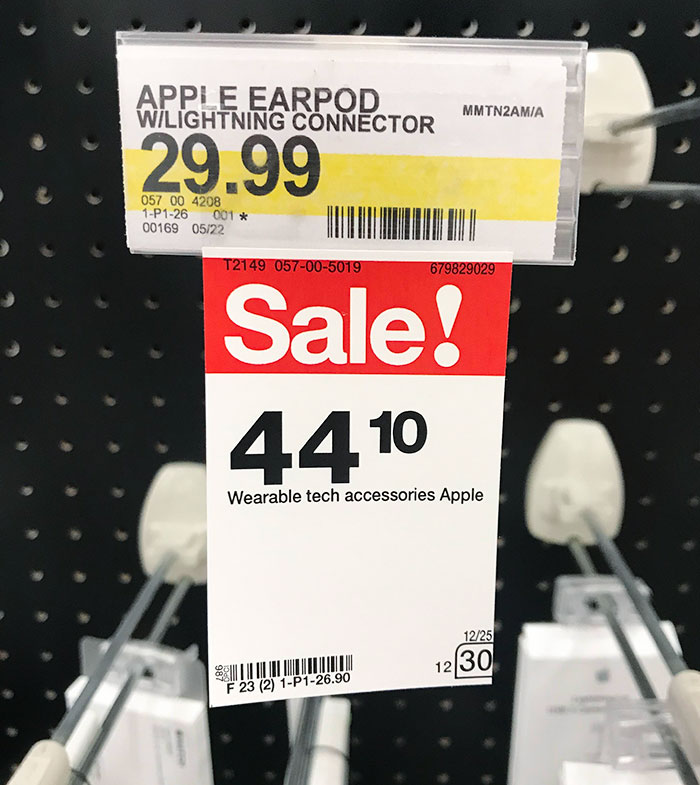 APPLE EARPOD
W/LIGHTNING CONNECTOR
MMTN2AM/A
29.99
057 00 4208
1-P1-26 001 *
00169 05/22
T2149 057-00-5019 679829029
Sale!
44 10
Wearable tech accessories Apple
12/25
12 30
987
F 23 (2) 1-P1-26.90